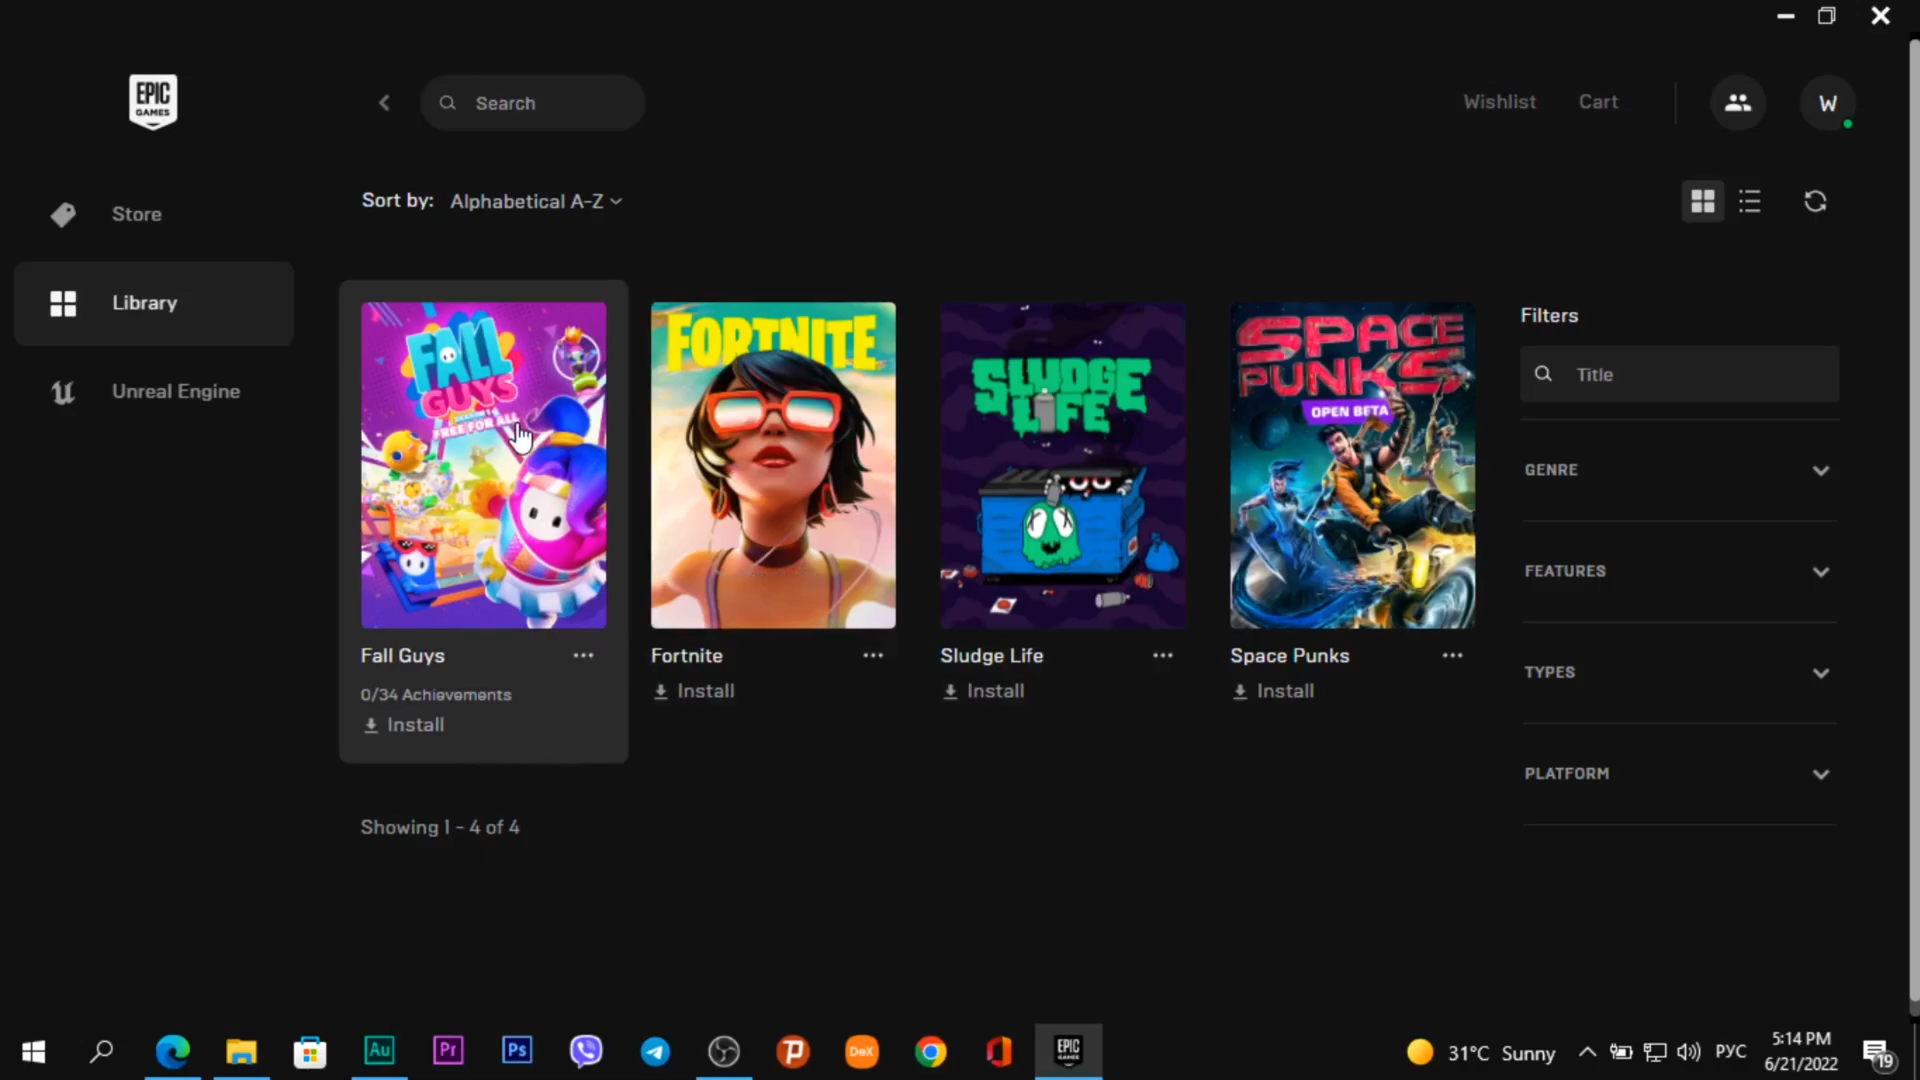 EPIC
GAMES
Search
Wishlist
Cart
W
Store
Library
Unreal Engine
Sort by: Alphabetical A-Z
FALL
GUYS
FREE FOR ALL
FORTNITE
SLUDGE
LIFE
SPACE
PUNKS
OPEN BETA
Fall Guys
0/34 Achievements
Install
Fortnite
Install
Sludge Life
Install
Space Punks
Install
Filters
Title
GENRE
FEATURES
TYPES
PLATFORM
Showing 1 - 4 of 4
Au
Pr
Ps
DeX
EPIC
GAMES
31°C Sunny
РУС
5:14 PM
6/21/2022
19